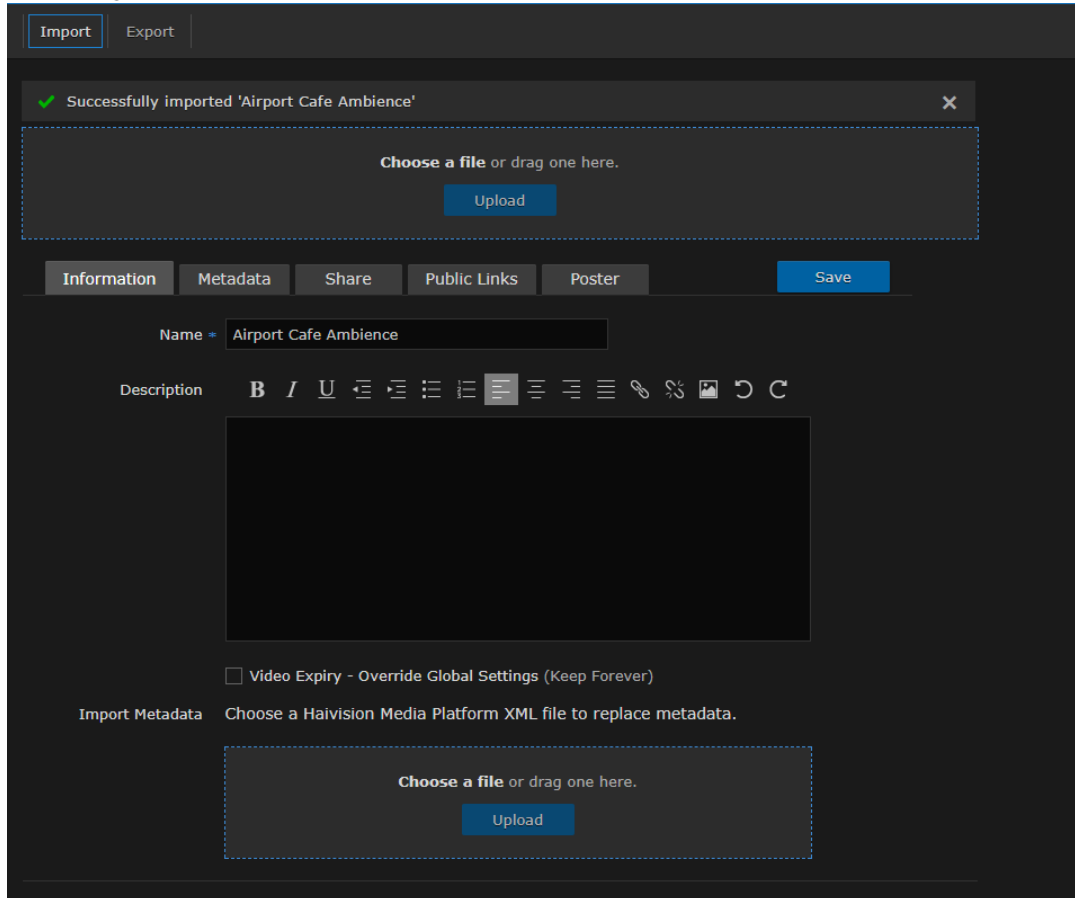 Import Export
Successfully imported 'Airport Cafe Ambience'
Choose a file or drag one here.
Upload
Information Metadata Share Public Links Poster Save
Name * Airport Cafe Ambience
Description B I U
Video Expiry - Override Global Settings (Keep Forever)
Import Metadata Choose a Haivision Media Platform XML file to replace metadata.
Choose a file or drag one here.
Upload